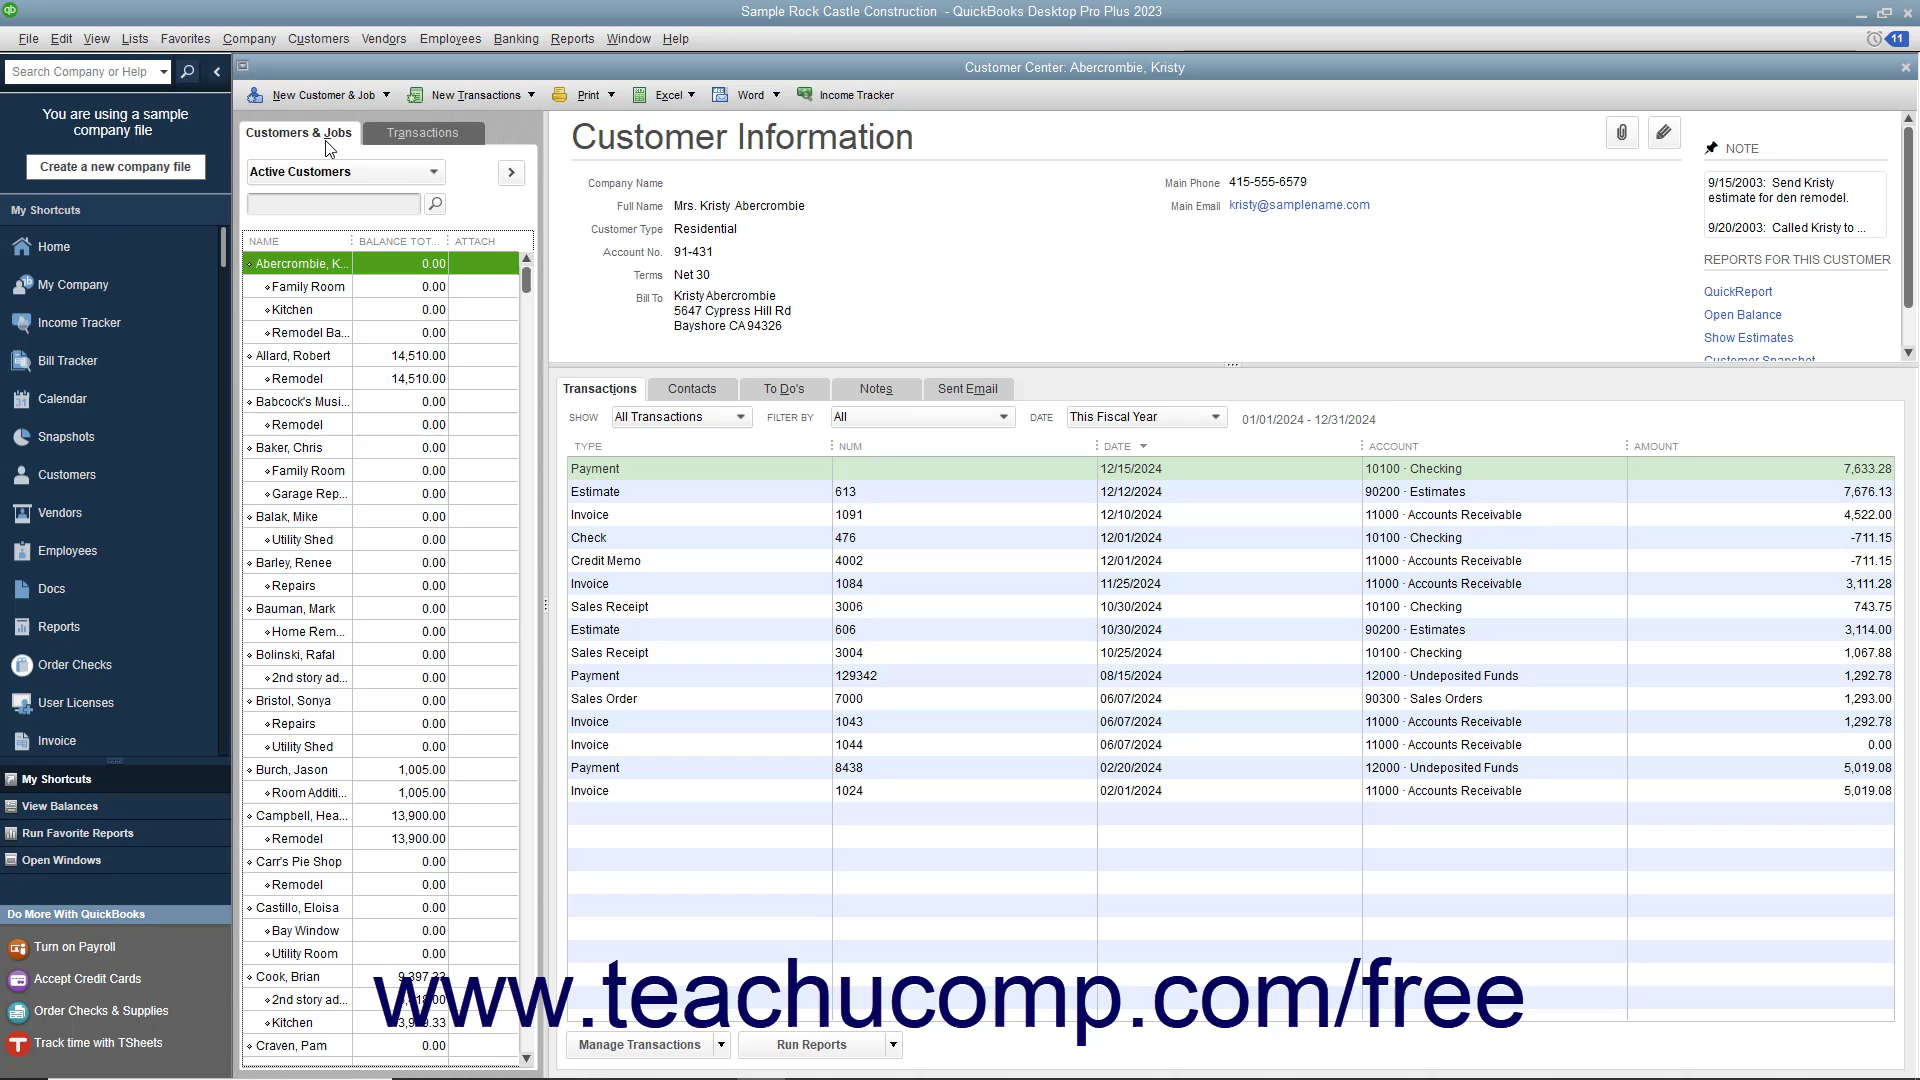 Sample Rock Castle Construction - QuickBooks Desktop Pro Plus 2023
File Edit View Lists Favorites Company Customers Vendors Employees Banking Reports Window Help 11
Search Company or Help
Customer Center: Abercrombie, Kristy
You are using a sample
company file
Create a new company file
My Shortcuts
Home
My Company
Income Tracker
Bill Tracker
Calendar
Snapshots
Customers
Vendors
Employees
Docs
Reports
Order Checks
User Licenses
Invoice
My Shortcuts
View Balances
Run Favorite Reports
Open Windows
Do More With QuickBooks
Turn on Payroll
Accept Credit Cards
Order Checks & Supplies
Track time with TSheets
New Customer & Job New Transactions Print Excel Word Income Tracker
Customers & Jobs Transactions
Active Customers
NAME BALANCE TOT... ATTACH
Abercrombie, K... 0.00
Family Room 0.00
Kitchen 0.00
Remodel Ba... 0.00
Allard, Robert 14,510.00
Remodel 14,510.00
Babcock's Musi... 0.00
Remodel 0.00
Baker, Chris 0.00
Family Room 0.00
Garage Rep... 0.00
Balak, Mike 0.00
Utility Shed 0.00
Barley, Renee 0.00
Repairs 0.00
Bauman, Mark 0.00
Home Rem... 0.00
Bolinski, Rafal 0.00
2nd story ad... 0.00
Bristol, Sonya 0.00
Repairs 0.00
Utility Shed 0.00
Burch, Jason 1,005.00
Room Additi... 1,005.00
Campbell, Hea... 13,900.00
Remodel 13,900.00
Carr's Pie Shop 0.00
Remodel 0.00
Castillo, Eloisa 0.00
Bay Window 0.00
Utility Room 0.00
Cook, Brian
2nd story ad...
Kitchen
Craven, Pam 0.00
Customer Information
Company Name
Full Name Mrs. Kristy Abercrombie
Customer Type Residential
Account No. 91-431
Terms Net 30
Bill To Kristy Abercrombie
5647 Cypress Hill Rd
Bayshore CA 94326
Main Phone 415-555-6579
Main Email kristy@samplename.com
NOTE
9/15/2003: Send Kristy
estimate for den remodel.
9/20/2003: Called Kristy to ...
REPORTS FOR THIS CUSTOMER
QuickReport
Open Balance
Show Estimates
Customer Snapshot
Transactions Contacts To Do's Notes Sent Email
SHOW All Transactions FILTER BY All DATE This Fiscal Year 01/01/2024 - 12/31/2024
TYPE NUM DATE ACCOUNT AMOUNT
Payment 12/15/2024 10100 · Checking 7,633.28
Estimate 613 12/12/2024 90200 · Estimates 7,676.13
Invoice 1091 12/10/2024 11000 · Accounts Receivable 4,522.00
Check 476 12/01/2024 10100 · Checking -711.15
Credit Memo 4002 12/01/2024 11000 · Accounts Receivable -711.15
Invoice 1084 11/25/2024 11000 · Accounts Receivable 3,111.28
Sales Receipt 3006 10/30/2024 10100 · Checking 743.75
Estimate 606 10/30/2024 90200 · Estimates 3,114.00
Sales Receipt 3004 10/25/2024 10100 · Checking 1,067.88
Payment 129342 08/15/2024 12000 · Undeposited Funds 1,292.78
Sales Order 7000 06/07/2024 90300 · Sales Orders 1,293.00
Invoice 1043 06/07/2024 11000 · Accounts Receivable 1,292.78
Invoice 1044 06/07/2024 11000 · Accounts Receivable 0.00
Payment 8438 02/20/2024 12000 · Undeposited Funds 5,019.08
Invoice 1024 02/01/2024 11000 · Accounts Receivable 5,019.08
www.teachucomp.com/free
Manage Transactions Run Reports